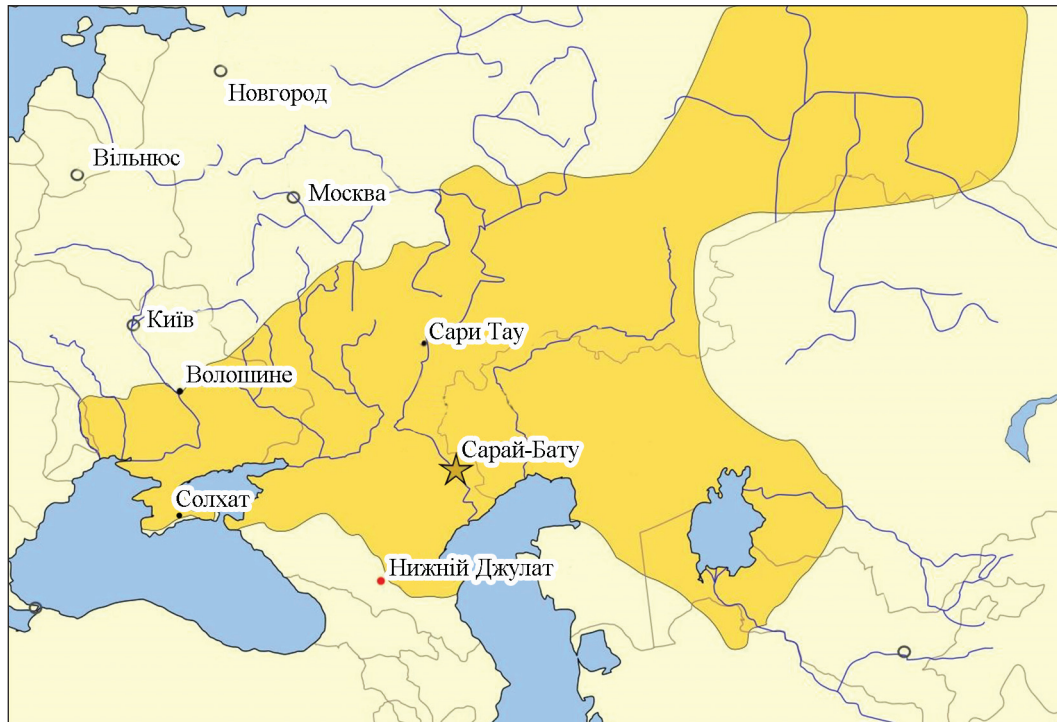 Новгород
Вільнюс
Москва
Київ
Сари Тау
Волошине
Сарай-Бату
Солхат
Нижній Джулат